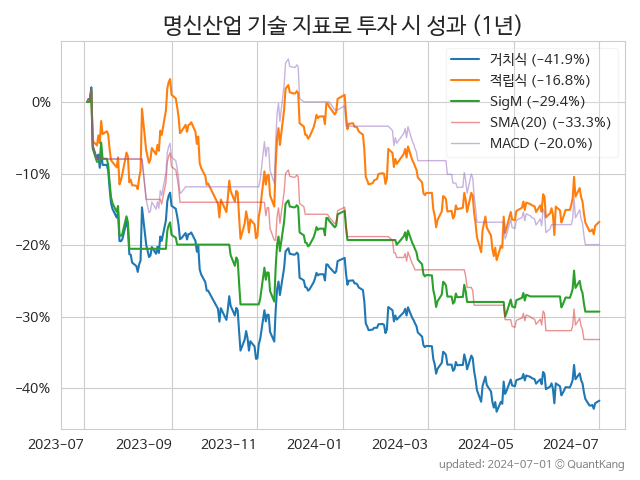 명신산업 기술 지표로 투자 시 성과 (1년)
거치식 (−41.9%)
적립식 (−16.8%)
SigM (−29.4%)
SMA(20) (−33.3%)
MACD (−20.0%)
0%
−10%
−20%
−30%
−40%
2023-07 2023-09 2023-11 2024-01 2024-03 2024-05 2024-07
updated: 2024-07-01 © QuantKang